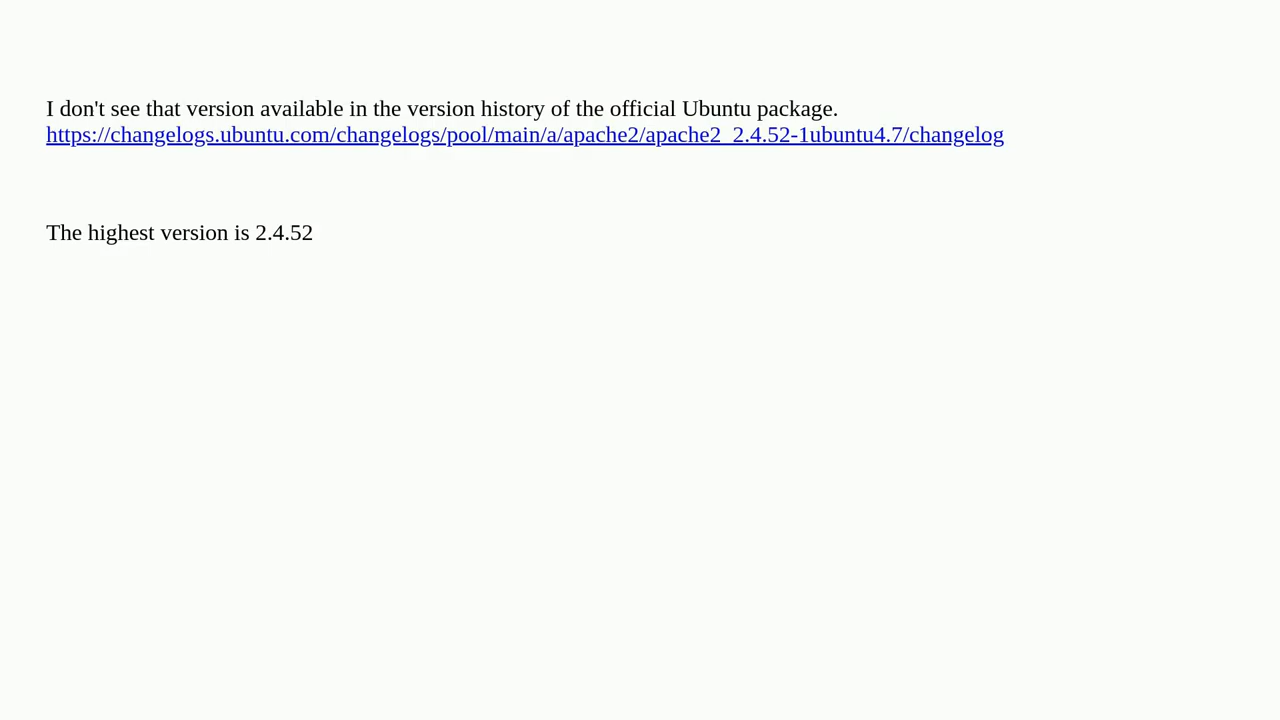 I don't see that version available in the version history of the official Ubuntu package.
https://changelogs.ubuntu.com/changelogs/pool/main/a/apache2/apache2_2.4.52-1ubuntu4.7/changelog
The highest version is 2.4.52